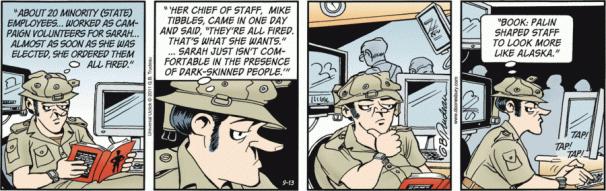 "ABOUT 20 MINORITY (STATE)
EMPLOYEES... WORKED AS CAM-
PAIGN VOLUNTEERS FOR SARAH...
ALMOST AS SOON AS SHE WAS
ELECTED, SHE ORDERED THEM
ALL FIRED."
"HER CHIEF OF STAFF, MIKE
TIBBLES, CAME IN ONE DAY
AND SAID, 'THEY'RE ALL FIRED.
THAT'S WHAT SHE WANTS.'
... SARAH JUST ISN'T COM-
FORTABLE IN THE PRESENCE
OF DARK-SKINNED PEOPLE.'"
Universal Uclick © 2011 G.B. Trudeau
9-13
GBTrudeau
www.doonesbury.com
"BOOK: PALIN
SHAPED STAFF
TO LOOK MORE
LIKE ALASKA."
TAP!
TAP!
TAP!